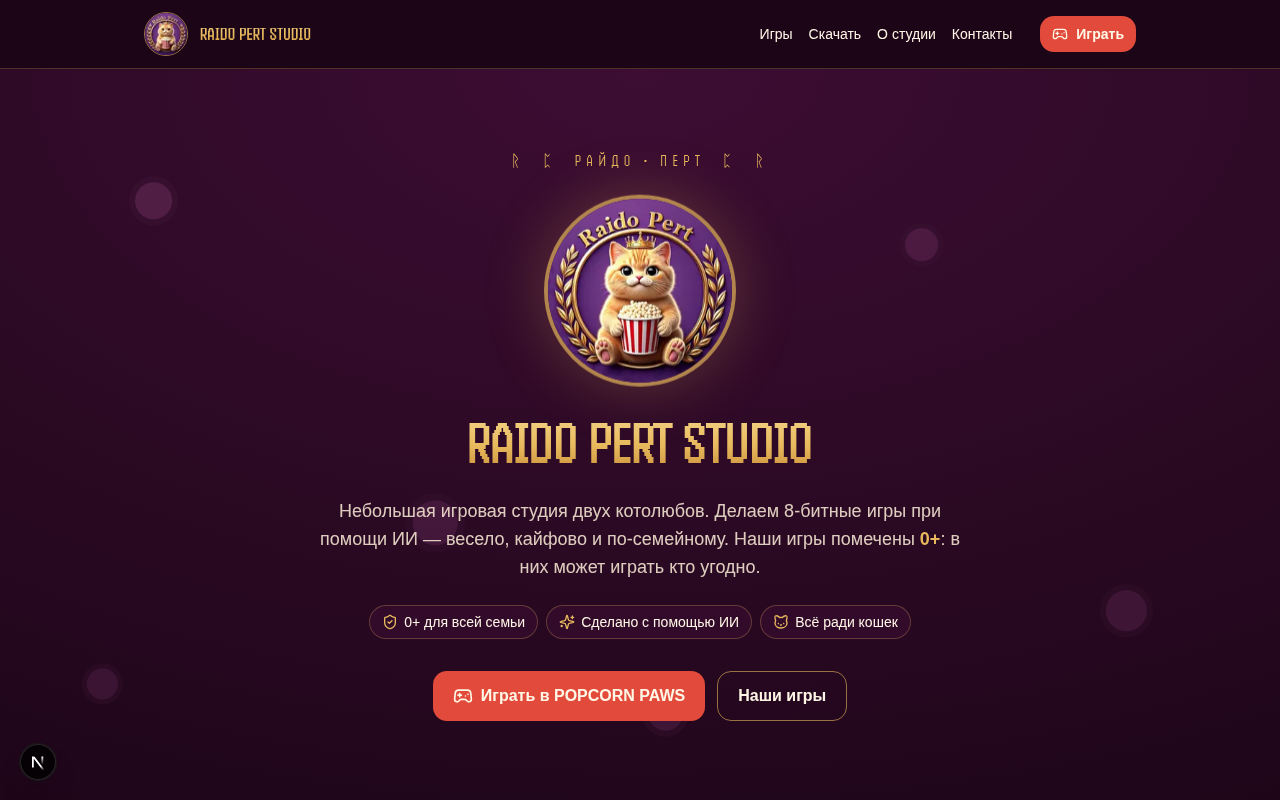 RAIDO PERT STUDIO
Игры
Скачать
О студии
Контакты
Играть
ᚱ ᛈ РАЙДО · ПЕРТ ᛈ ᚱ
Raido Pert
RAIDO PERT STUDIO
Небольшая игровая студия двух котолюбов. Делаем 8-битные игры при
помощи ИИ — весело, кайфово и по-семейному. Наши игры помечены 0+: в
них может играть кто угодно.
0+ для всей семьи
Сделано с помощью ИИ
Всё ради кошек
Играть в POPCORN PAWS
Наши игры
N